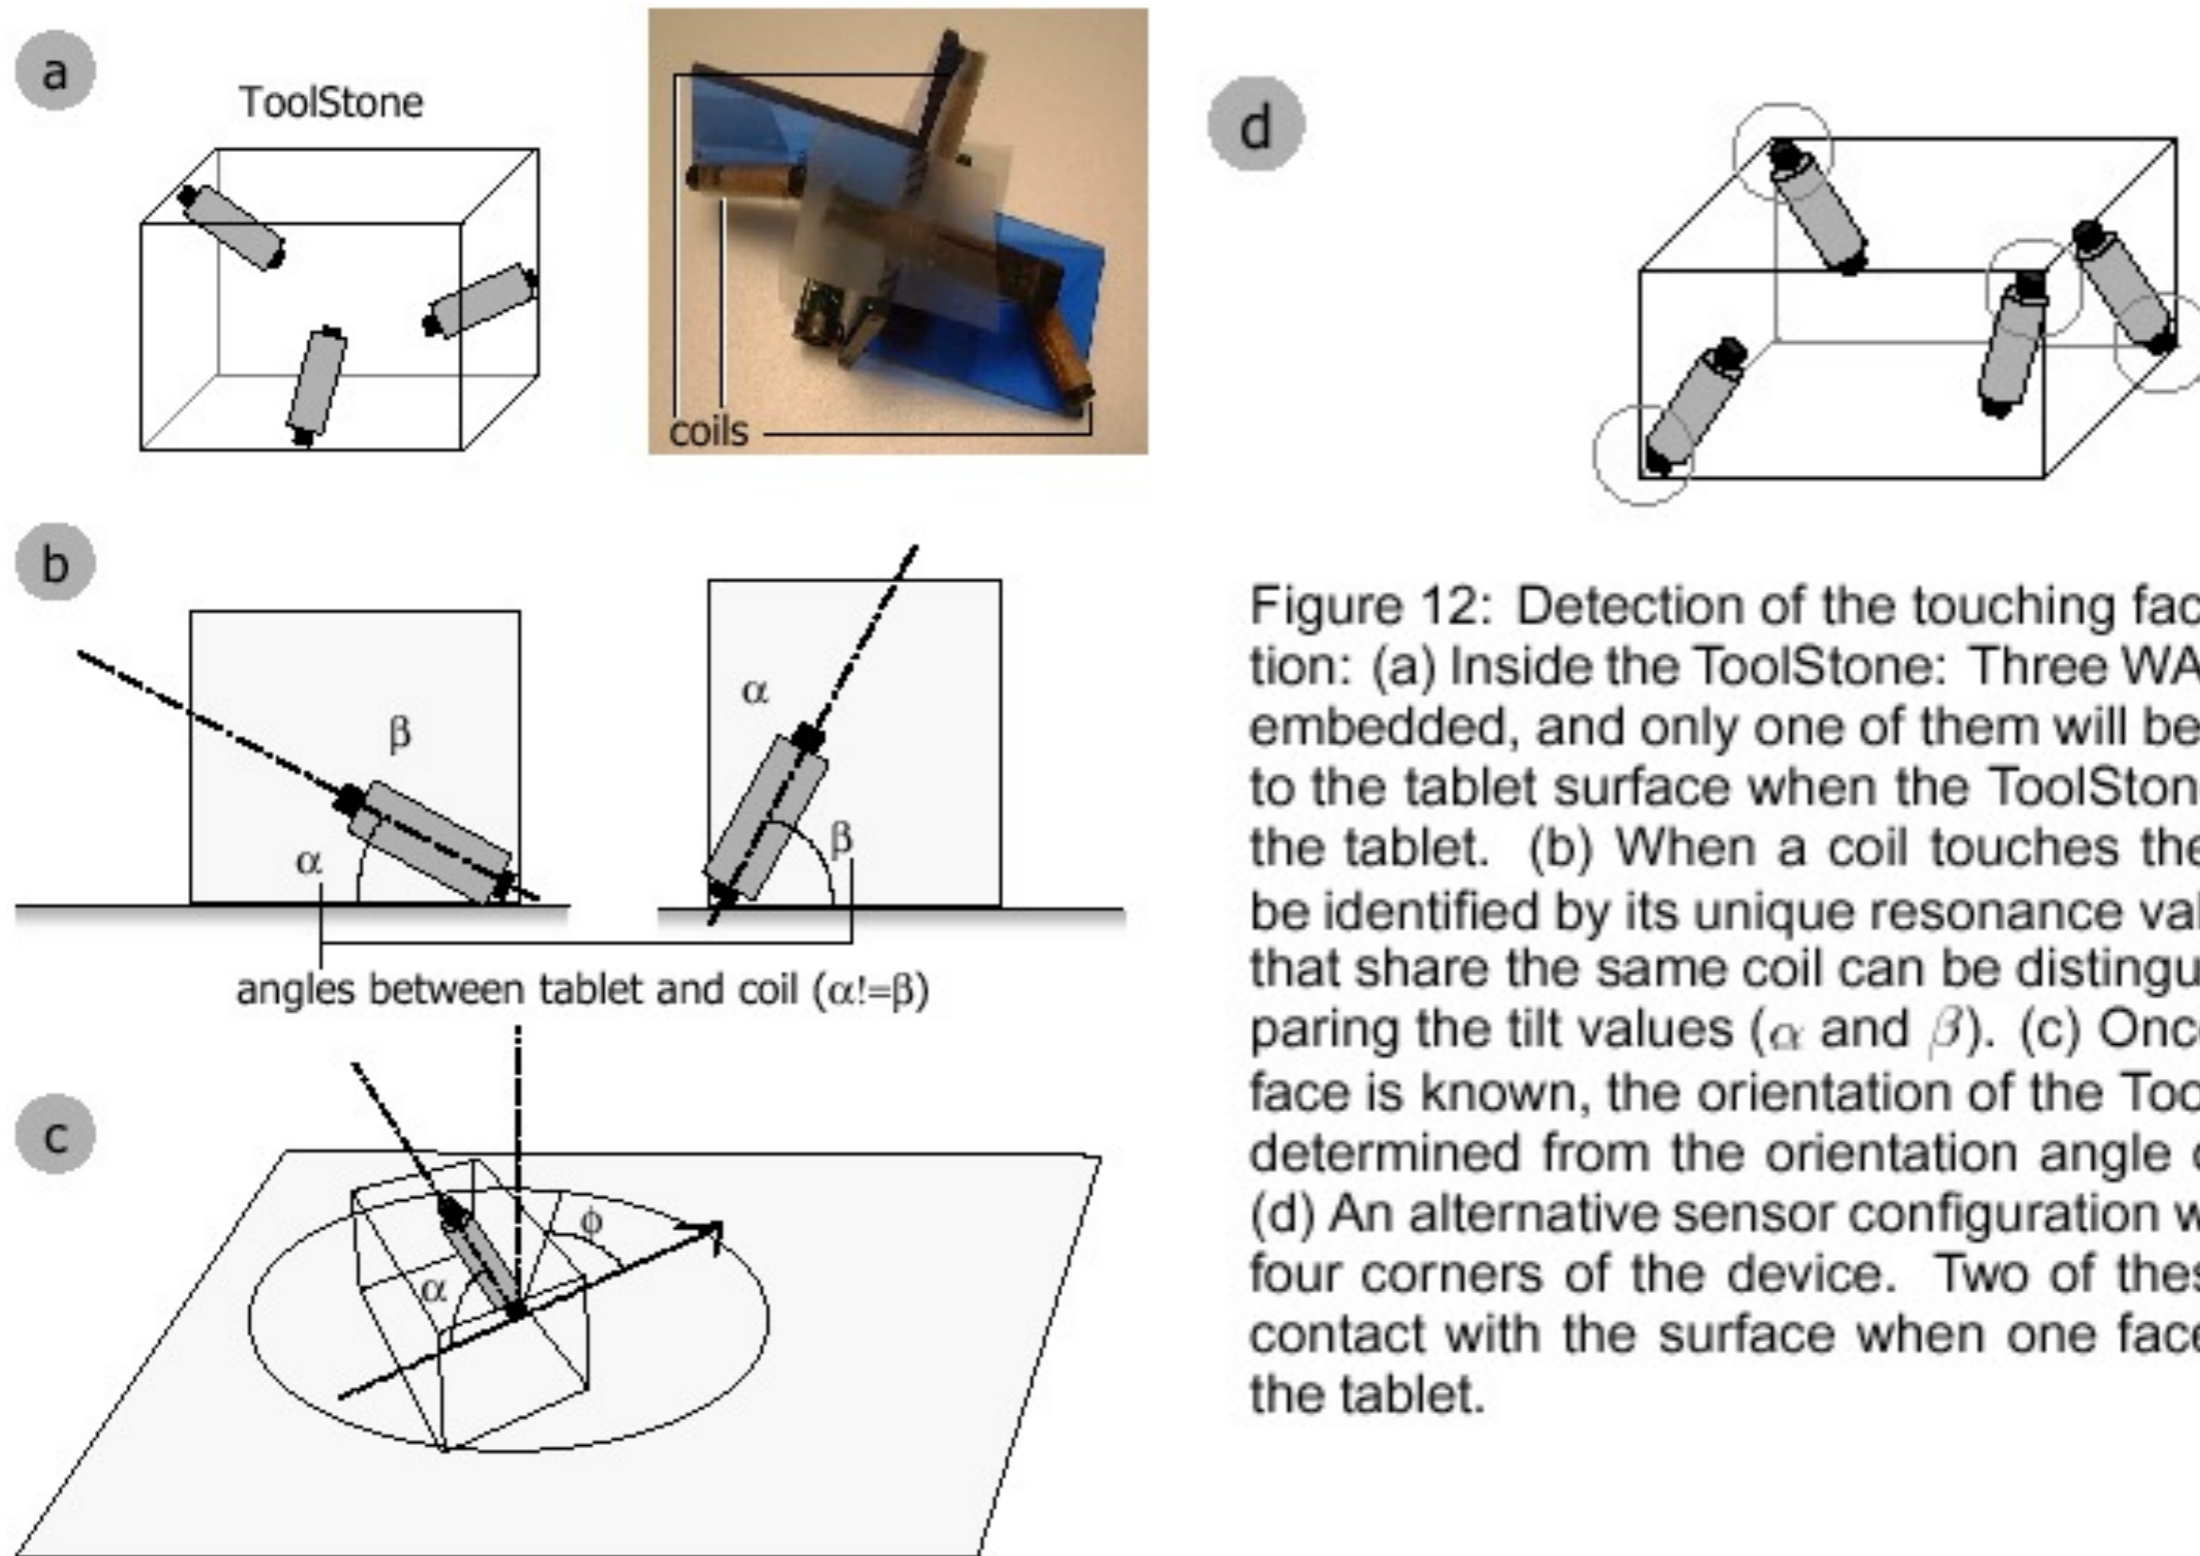 a
ToolStone
coils
b
β
α
α
β
angles between tablet and coil (α!=β)
c
ϕ
α
d
Figure 12: Detection of the touching fac
tion: (a) Inside the ToolStone: Three WA
embedded, and only one of them will be
to the tablet surface when the ToolSton
the tablet. (b) When a coil touches the
be identified by its unique resonance val
that share the same coil can be distingu
paring the tilt values (α and β). (c) Once
face is known, the orientation of the Too
determined from the orientation angle
(d) An alternative sensor configuration w
four corners of the device. Two of thes
contact with the surface when one face
the tablet.